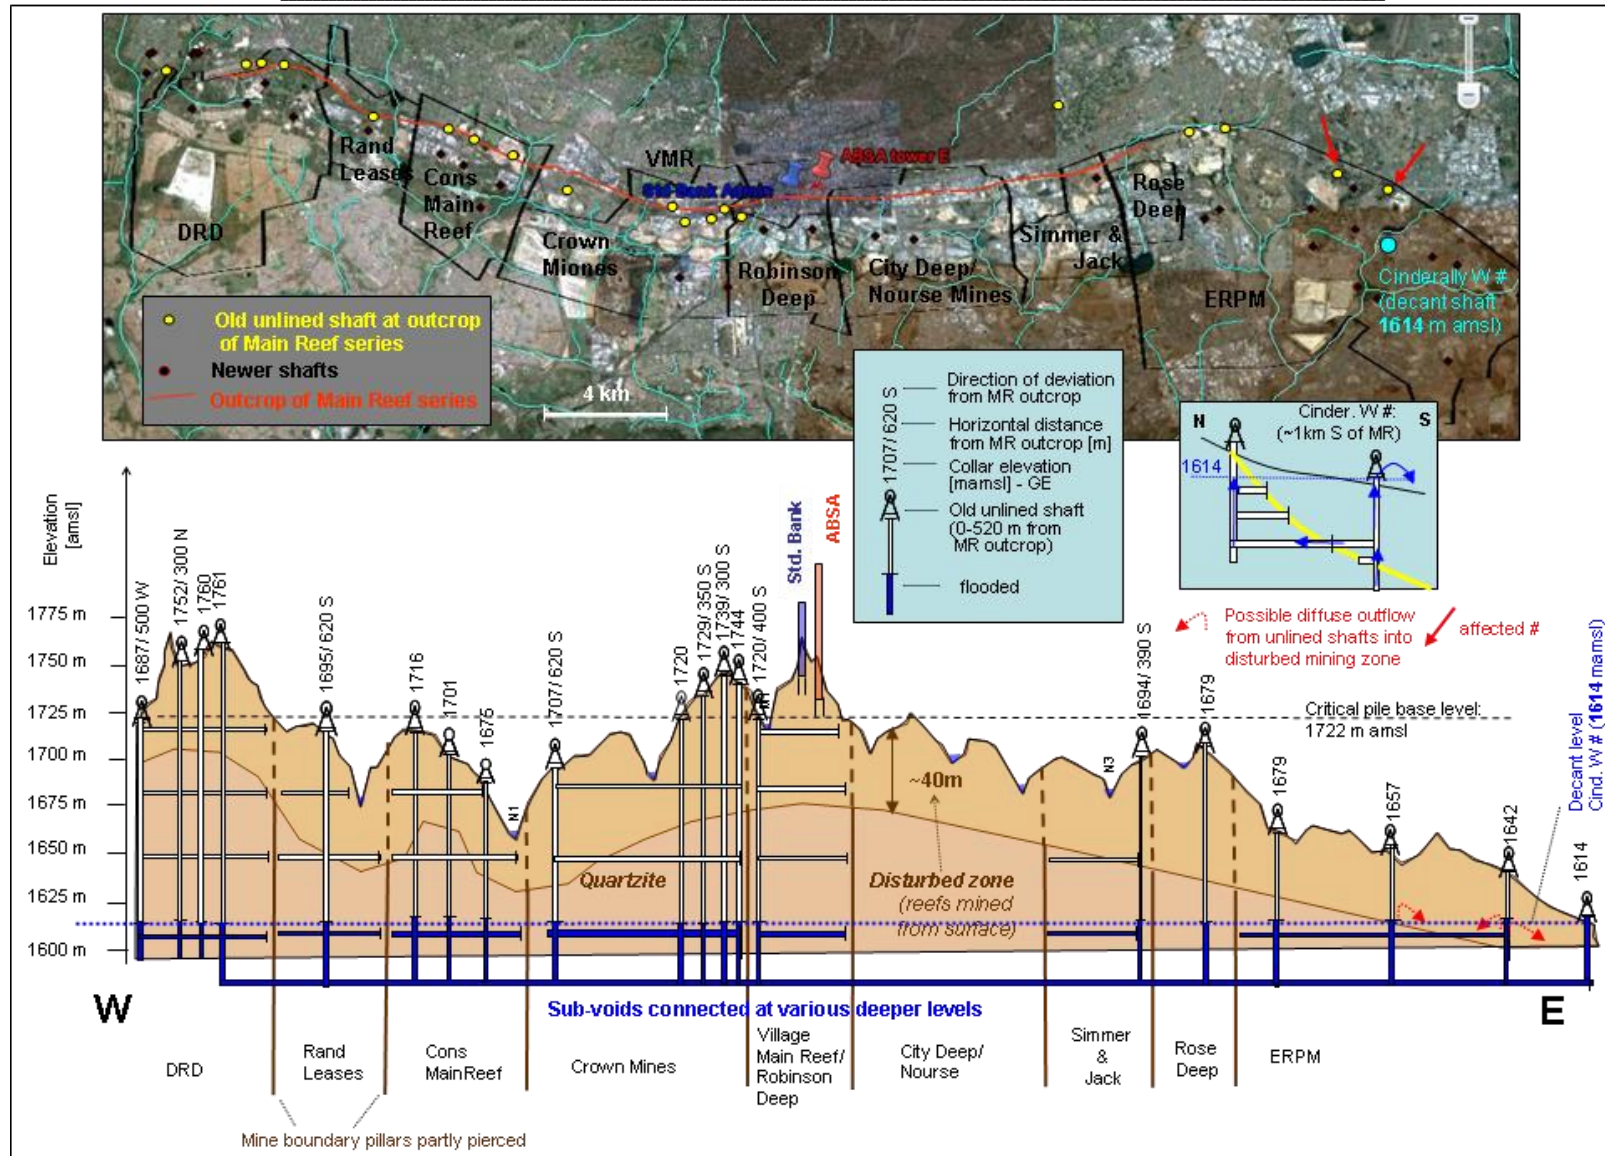 Rand
Leases
Cons
Main
Reef
DRD
VMR
ABSA tower E
Std Bank Admin
Crown
Miones
Robinson
Deep
City Deep/
Nourse Mines
Simmer &
Jack
Rose
Deep
ERPM
Cinderally W #
(decant shaft
1614 m amsl)
Old unlined shaft at outcrop
of Main Reef series
Newer shafts
Outcrop of Main Reef series
4 km
1707/ 620 S
Direction of deviation
from MR outcrop
Horizontal distance
from MR outcrop [m]
Collar elevation
[mamsl] - GE
Old unlined shaft
(0-520 m from
MR outcrop)
flooded
Cinder. W #:
(~1km S of MR)
N
S
1614
Possible diffuse outflow
from unlined shafts into
disturbed mining zone
affected #
Elevation
[amsl]
1775 m
1750 m
1725 m
1700 m
1675 m
1650 m
1625 m
1600 m
1687/ 500 W
1752/ 300 N
1760
1761
1695/ 620 S
1716
1701
1675
N1
1707/ 620 S
1720
1729/ 350 S
1739/ 300 S
1744
1720/ 400 S
M1
Std. Bank
ABSA
1694/ 390 S
N3
1679
1679
1657
1642
1614
Critical pile base level:
1722 m amsl
Decant level
Cind. W # (1614 mamsl)
~40m
Quartzite
Disturbed zone
(reefs mined
from surface)
W
E
Sub-voids connected at various deeper levels
DRD
Rand
Leases
Cons
MainReef
Crown Mines
Village
Main Reef/
Robinson
Deep
City Deep/
Nourse
Simmer
&
Jack
Rose
Deep
ERPM
Mine boundary pillars partly pierced